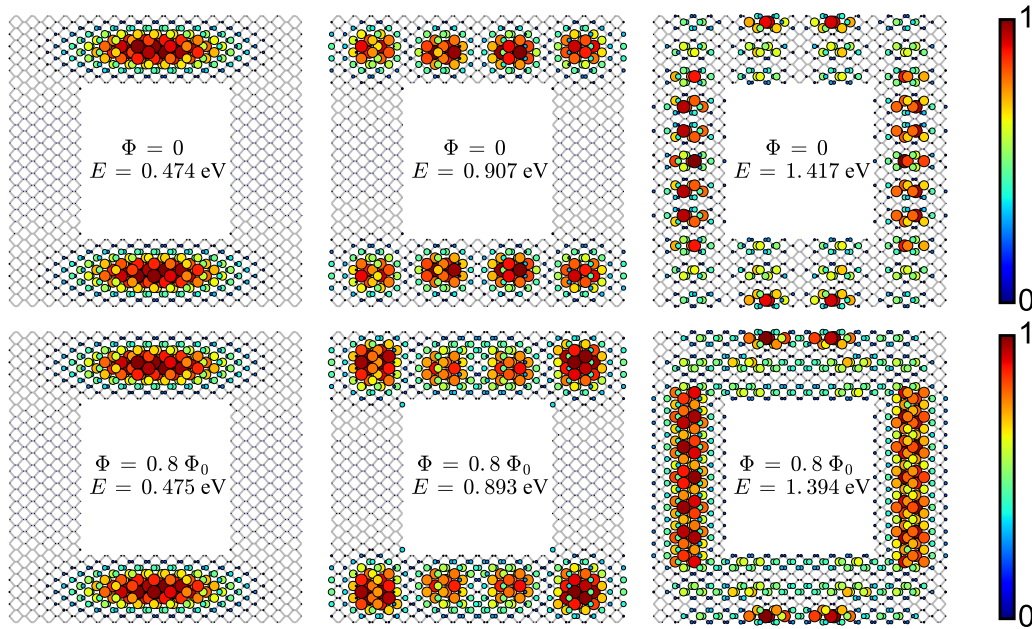 Φ = 0
E = 0.474 eV
Φ = 0
E = 0.907 eV
Φ = 0
E = 1.417 eV
1
0
Φ = 0.8 Φ₀
E = 0.475 eV
Φ = 0.8 Φ₀
E = 0.893 eV
Φ = 0.8 Φ₀
E = 1.394 eV
1
0